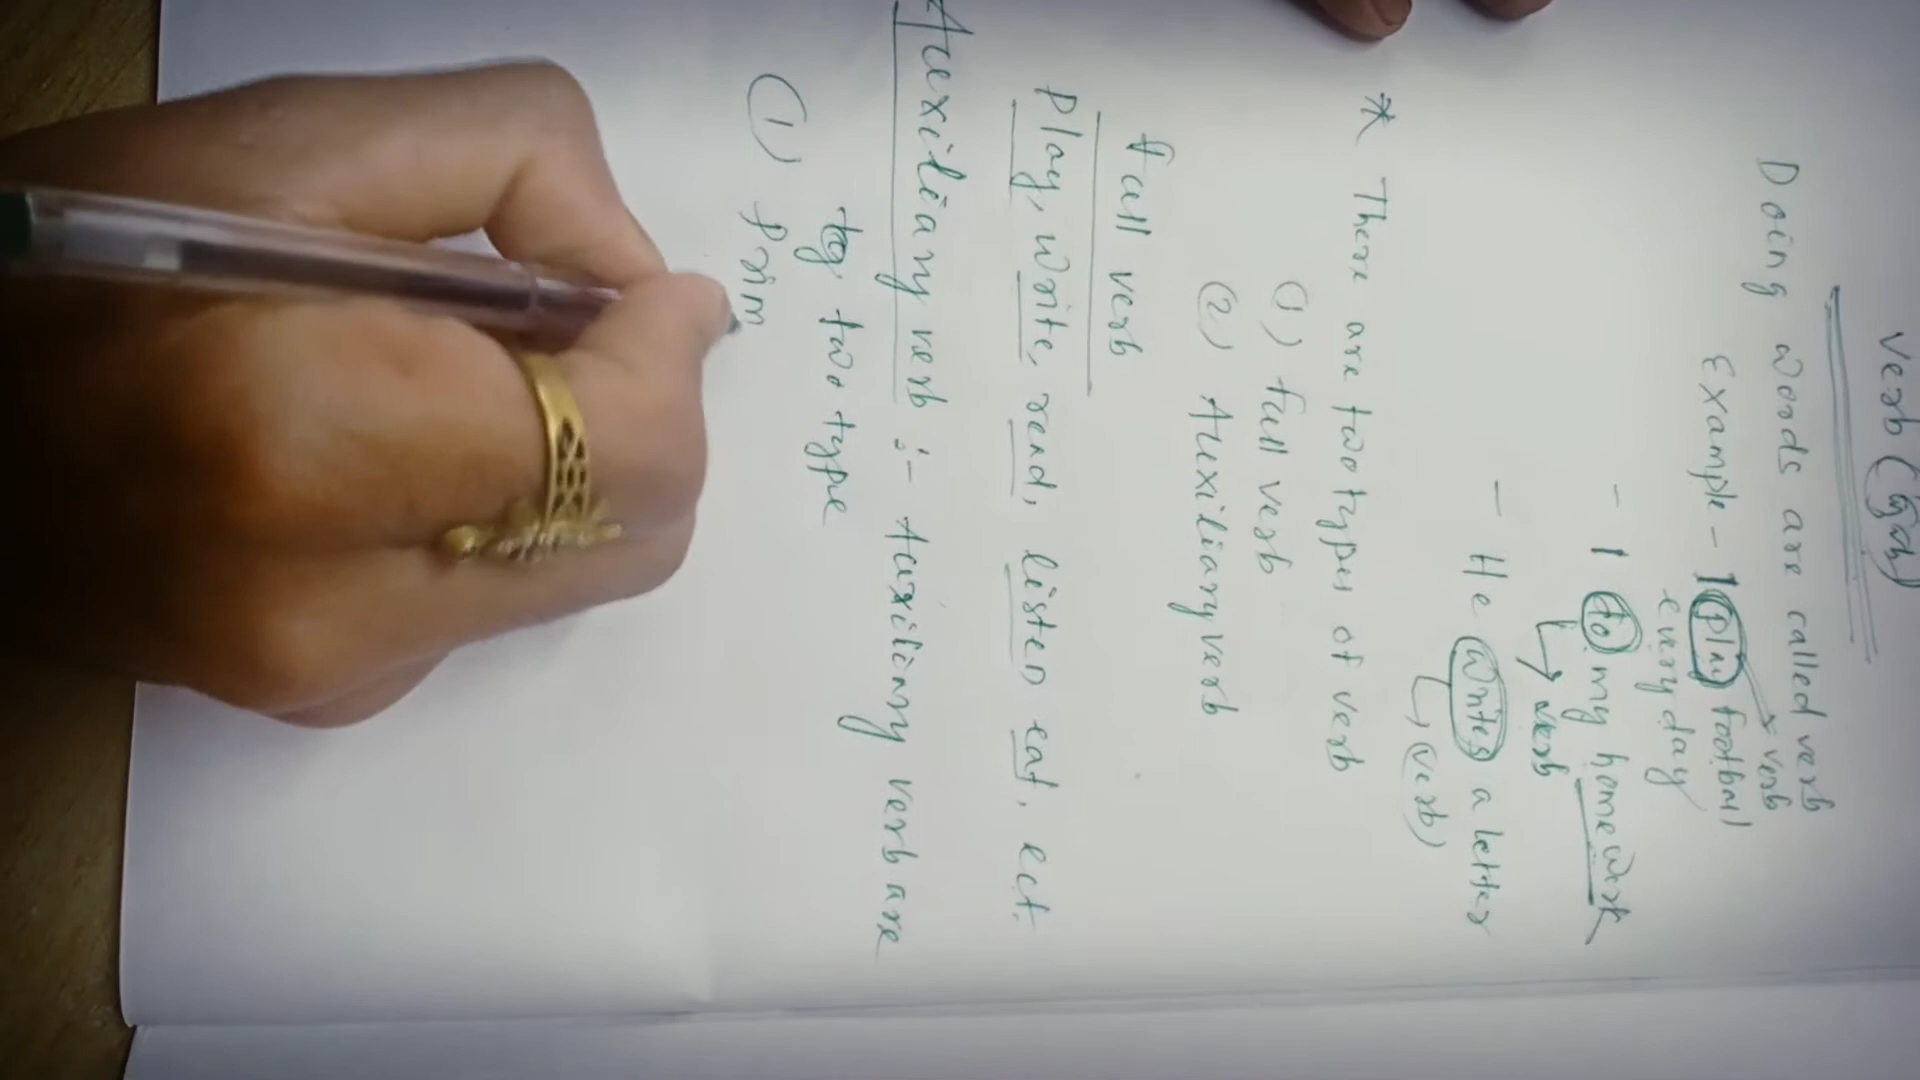 Verb (क्रिया)
Doing words are called verb
Example - I play football
verb
every day
- I do my homework
verb
- He writes a letter
(verb)
* There are two types of verb
(1) full verb
(2) Auxiliary verb
full verb
Play, write, read, listen eat, ect.
Auxiliary verb :- Auxiliary verb are
two type
(1) Prim